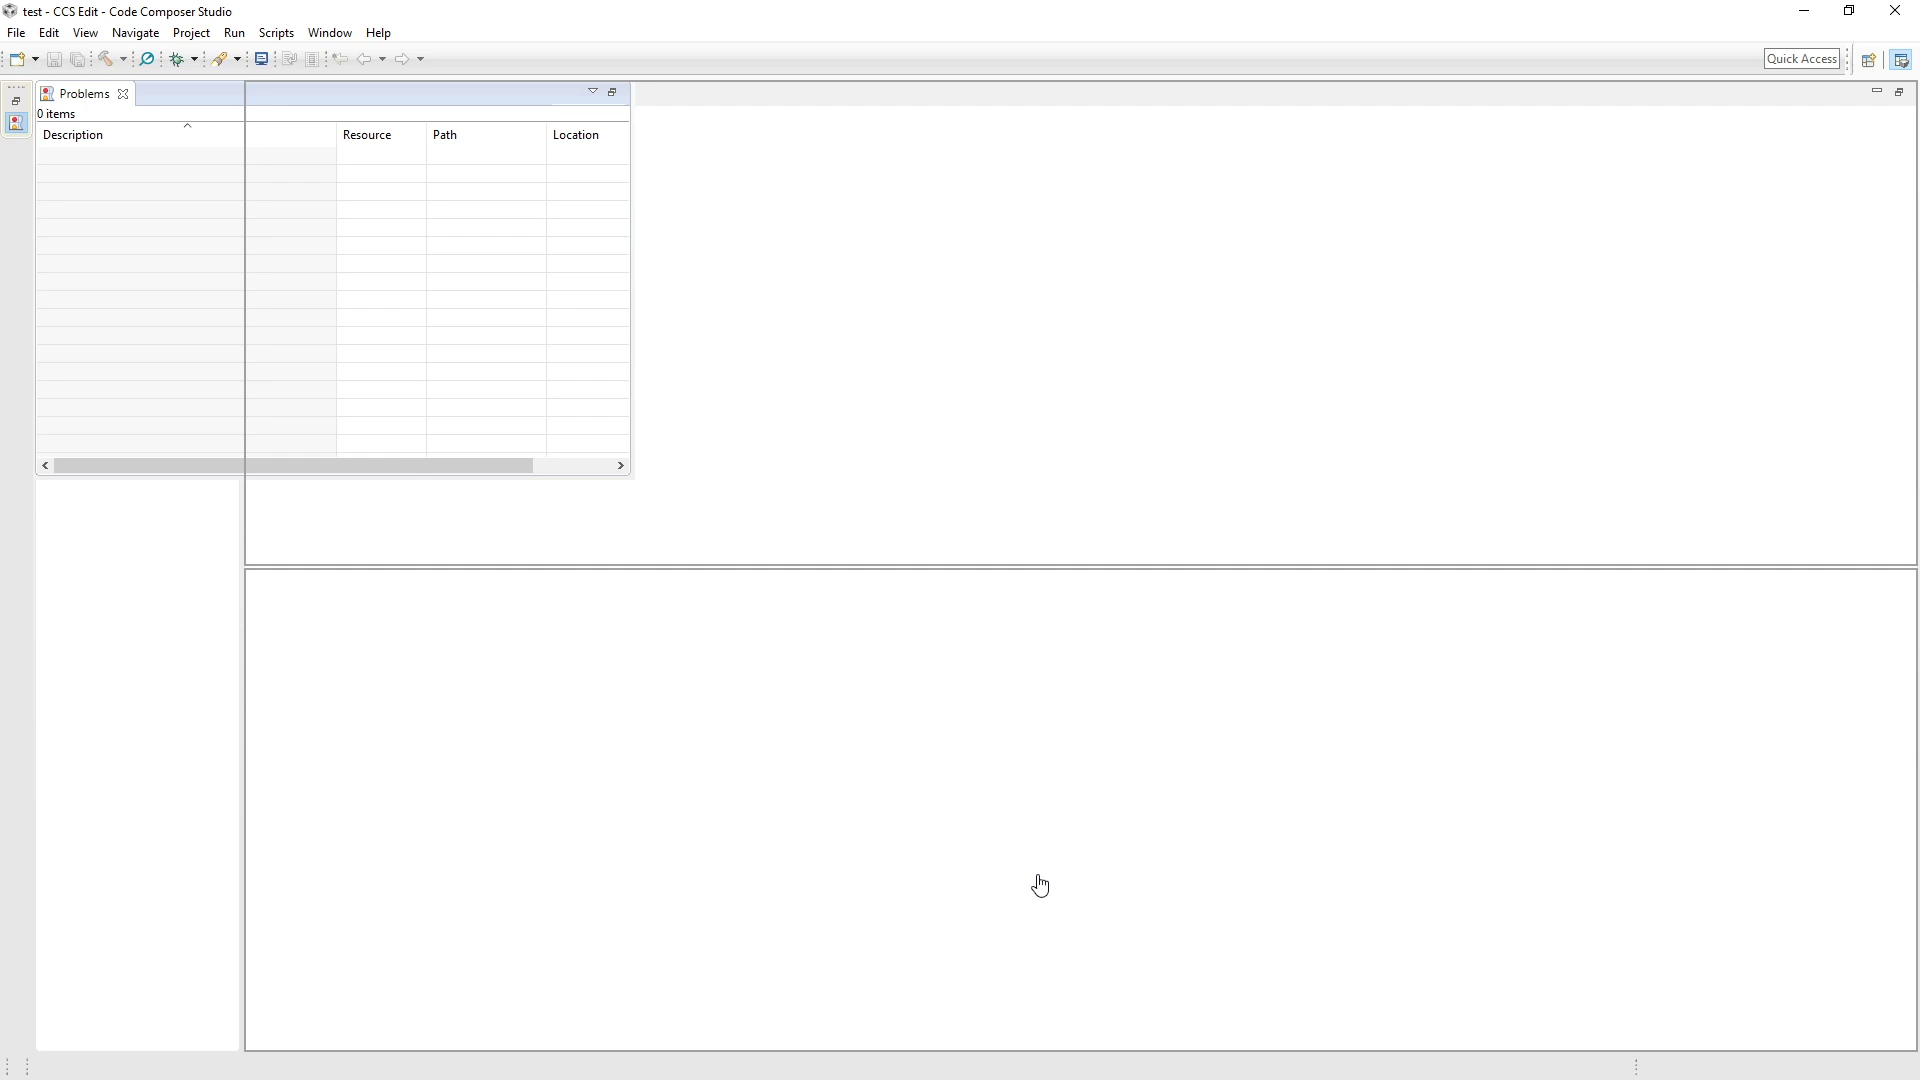 test - CCS Edit - Code Composer Studio
File Edit View Navigate Project Run Scripts Window Help
Quick Access
Problems
0 items
Description Resource Path Location